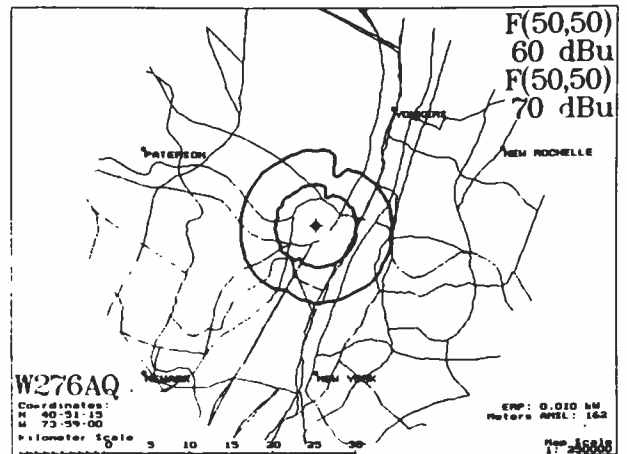 F(50,50)
60 dBu
F(50,50)
70 dBu
YONKERS
PATERSON
NEW ROCHELLE
NEWARK
NEW YORK
W276AQ
Coordinates:
N 40-51-15
W 73-59-00
Kilometer Scale
0 5 10 15 20 25 30
ERP: 0.010 kW
Meters AMSL: 162
Map Scale
1: 250000